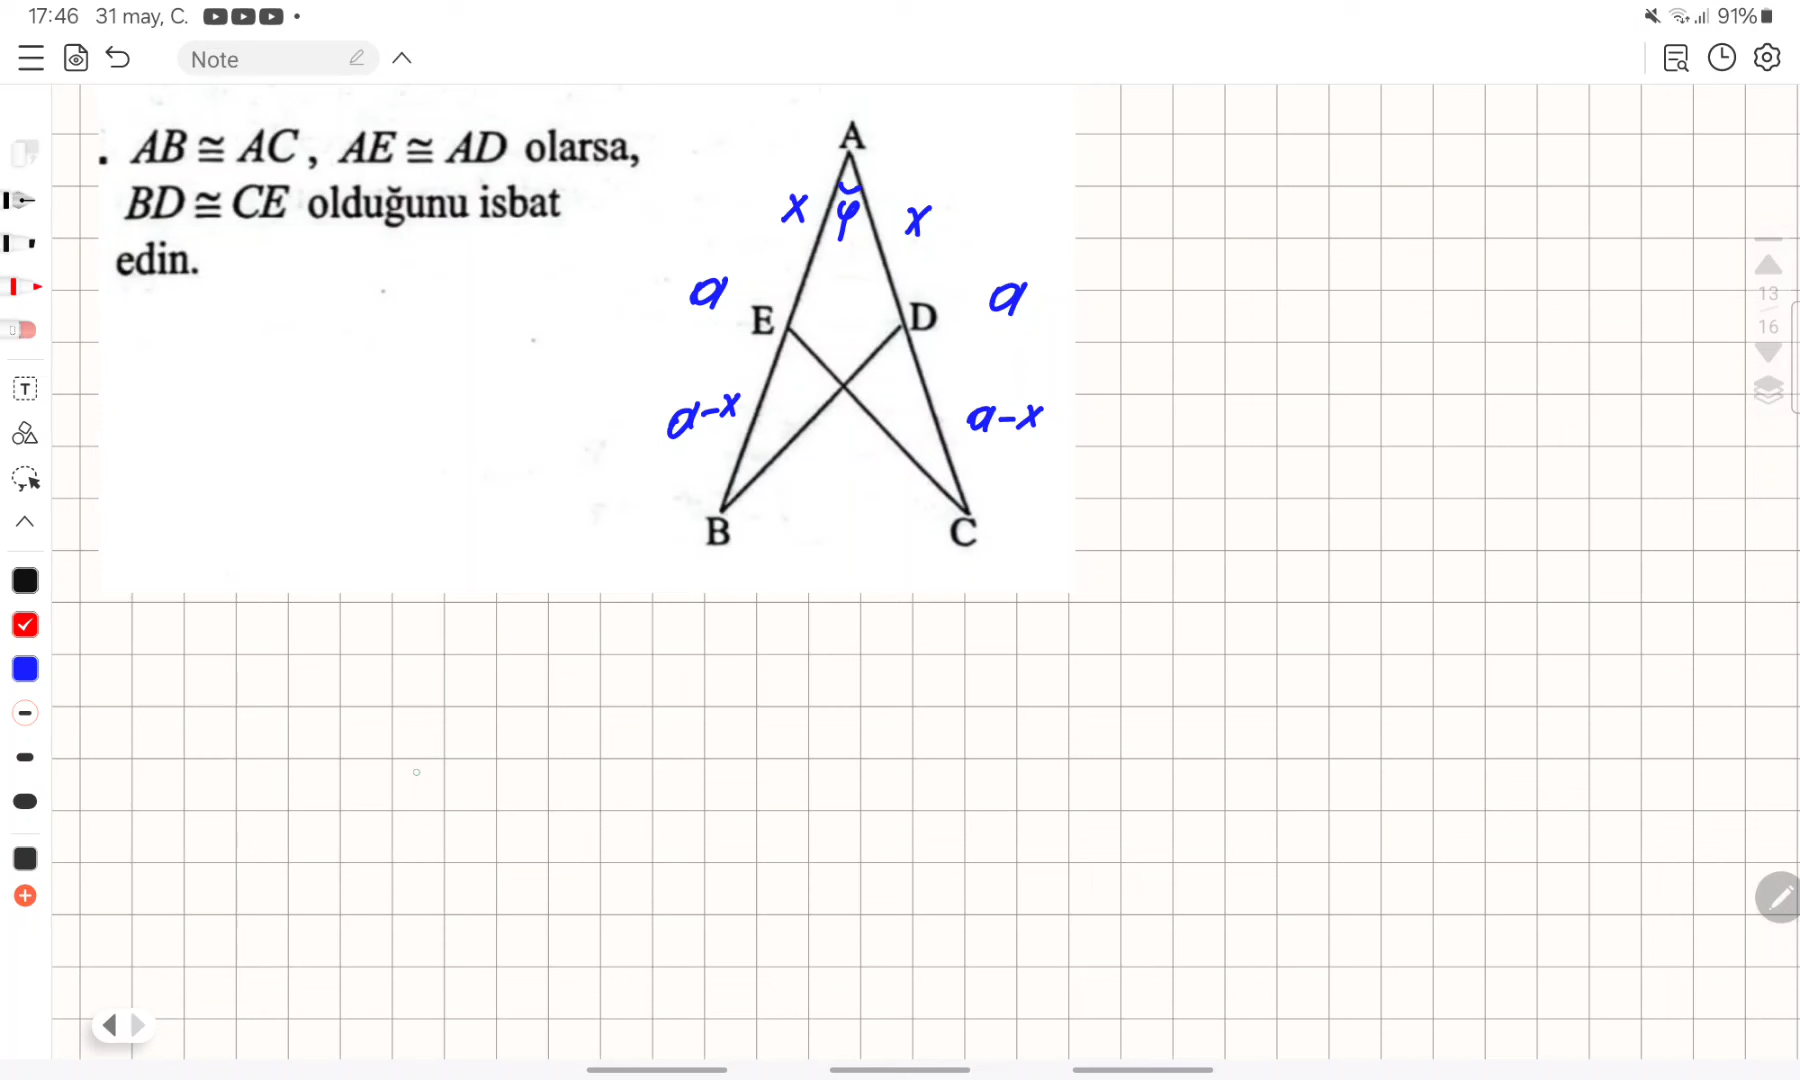 17:46 31 may, C.
91%
Note
. AB ≅ AC , AE ≅ AD olarsa,
BD ≅ CE olduğunu isbat
edin.
A
x φ x
a a
E D
a-x a-x
B C
13
16
T